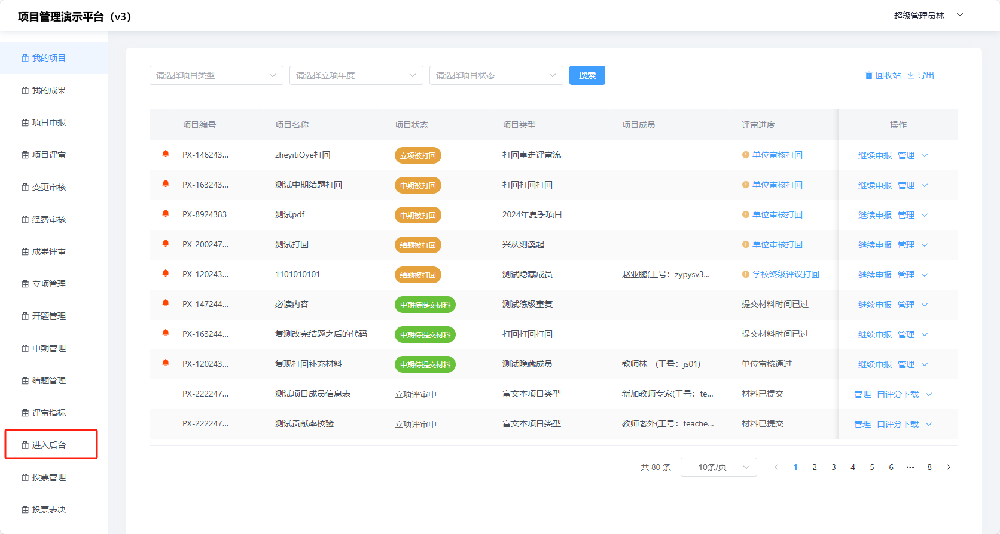 项目管理演示平台（v3）
超级管理员林一
我的项目
我的成果
项目申报
项目评审
变更审核
经费审核
成果评审
立项管理
开题管理
中期管理
结题管理
评审指标
进入后台
投票管理
投票表决
请选择项目类型 请选择立项年度 请选择项目状态 搜索 回收站 导出
项目编号 项目名称 项目状态 项目类型 项目成员 评审进度 操作
PX-146243... zheyitiOye打回 立项被打回 打回重走评审流 单位审核打回 继续申报 管理
PX-163243... 测试中期结题打回 中期被打回 打回打回打回 单位审核打回 继续申报 管理
PX-8924383 测试pdf 中期被打回 2024年夏季项目 单位审核打回 继续申报 管理
PX-200247... 测试打回 结题被打回 兴从剡溪起 单位审核打回 继续申报 管理
PX-120243... 1101010101 结题被打回 测试隐藏成员 赵亚鹏(工号：zypysv3... 学校终级评议打回 继续申报 管理
PX-147244... 必读内容 中期待提交材料 测试练级重复 提交材料时间已过 继续申报 管理
PX-163244... 复测改完结题之后的代码 中期待提交材料 打回打回打回 提交材料时间已过 继续申报 管理
PX-120243... 复现打回补充材料 中期待提交材料 测试隐藏成员 教师林一(工号：js01) 单位审核通过 继续申报 管理
PX-222247... 测试项目成员信息表 立项评审中 富文本项目类型 新加教师专家(工号：te... 材料已提交 管理 自评分下载
PX-222247... 测试贡献率校验 立项评审中 富文本项目类型 教师老外(工号：teache... 材料已提交 管理 自评分下载
共 80 条 10条/页 1 2 3 4 5 6 ••• 8